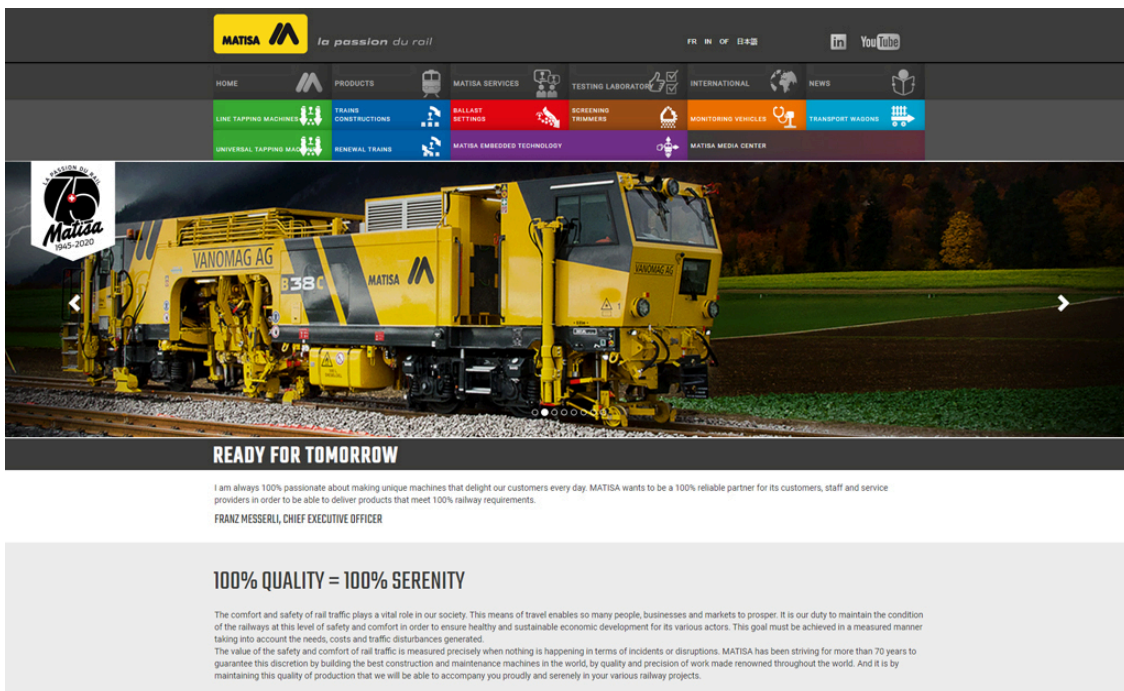 MATISA
la passion du rail
FR IN OF 日本語
in
You Tube
HOME
PRODUCTS
MATISA SERVICES
TESTING LABORATOR
INTERNATIONAL
NEWS
LINE TAPPING MACHINES
TRAINS
CONSTRUCTIONS
BALLAST
SETTINGS
SCREENING
TRIMMERS
MONITORING VEHICLES
TRANSPORT WAGONS
UNIVERSAL TAPPING MAC
RENEWAL TRAINS
MATISA EMBEDDED TECHNOLOGY
MATISA MEDIA CENTER
LA PASSION DU RAIL
75
Matisa
1945-2020
VANOMAG AG
B38C
MATISA
VANOMAG AG
READY FOR TOMORROW
I am always 100% passionate about making unique machines that delight our customers every day. MATISA wants to be a 100% reliable partner for its customers, staff and service
providers in order to be able to deliver products that meet 100% railway requirements.
FRANZ MESSERLI, CHIEF EXECUTIVE OFFICER
100% QUALITY = 100% SERENITY
The comfort and safety of rail traffic plays a vital role in our society. This means of travel enables so many people, businesses and markets to prosper. It is our duty to maintain the condition
of the railways at this level of safety and comfort in order to ensure healthy and sustainable economic development for its various actors. This goal must be achieved in a measured manner
taking into account the needs, costs and traffic disturbances generated.
The value of the safety and comfort of rail traffic is measured precisely when nothing is happening in terms of incidents or disruptions. MATISA has been striving for more than 70 years to
guarantee this discretion by building the best construction and maintenance machines in the world, by quality and precision of work made renowned throughout the world. And it is by
maintaining this quality of production that we will be able to accompany you proudly and serenely in your various railway projects.